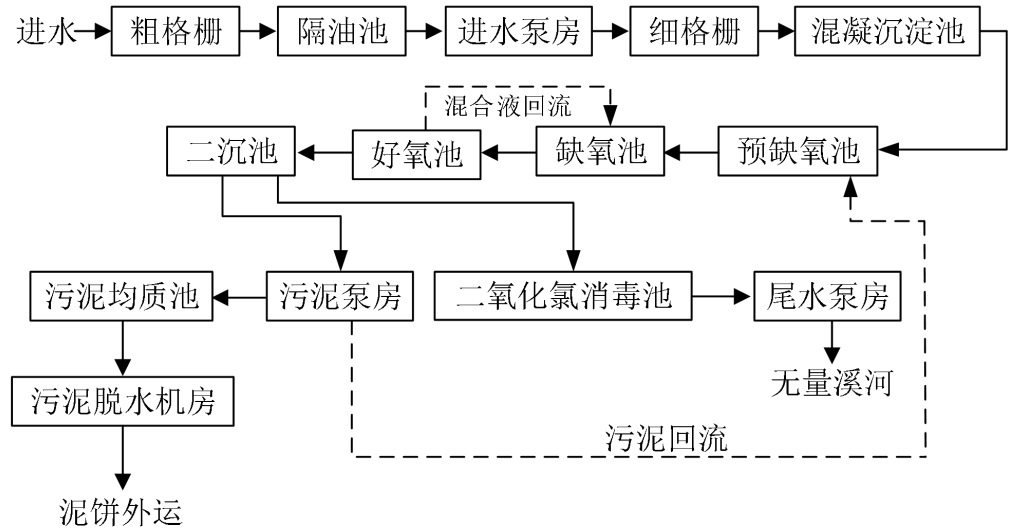 进水
粗格栅
隔油池
进水泵房
细格栅
混凝沉淀池
混合液回流
二沉池
好氧池
缺氧池
预缺氧池
污泥均质池
污泥泵房
二氧化氯消毒池
尾水泵房
无量溪河
污泥脱水机房
污泥回流
泥饼外运